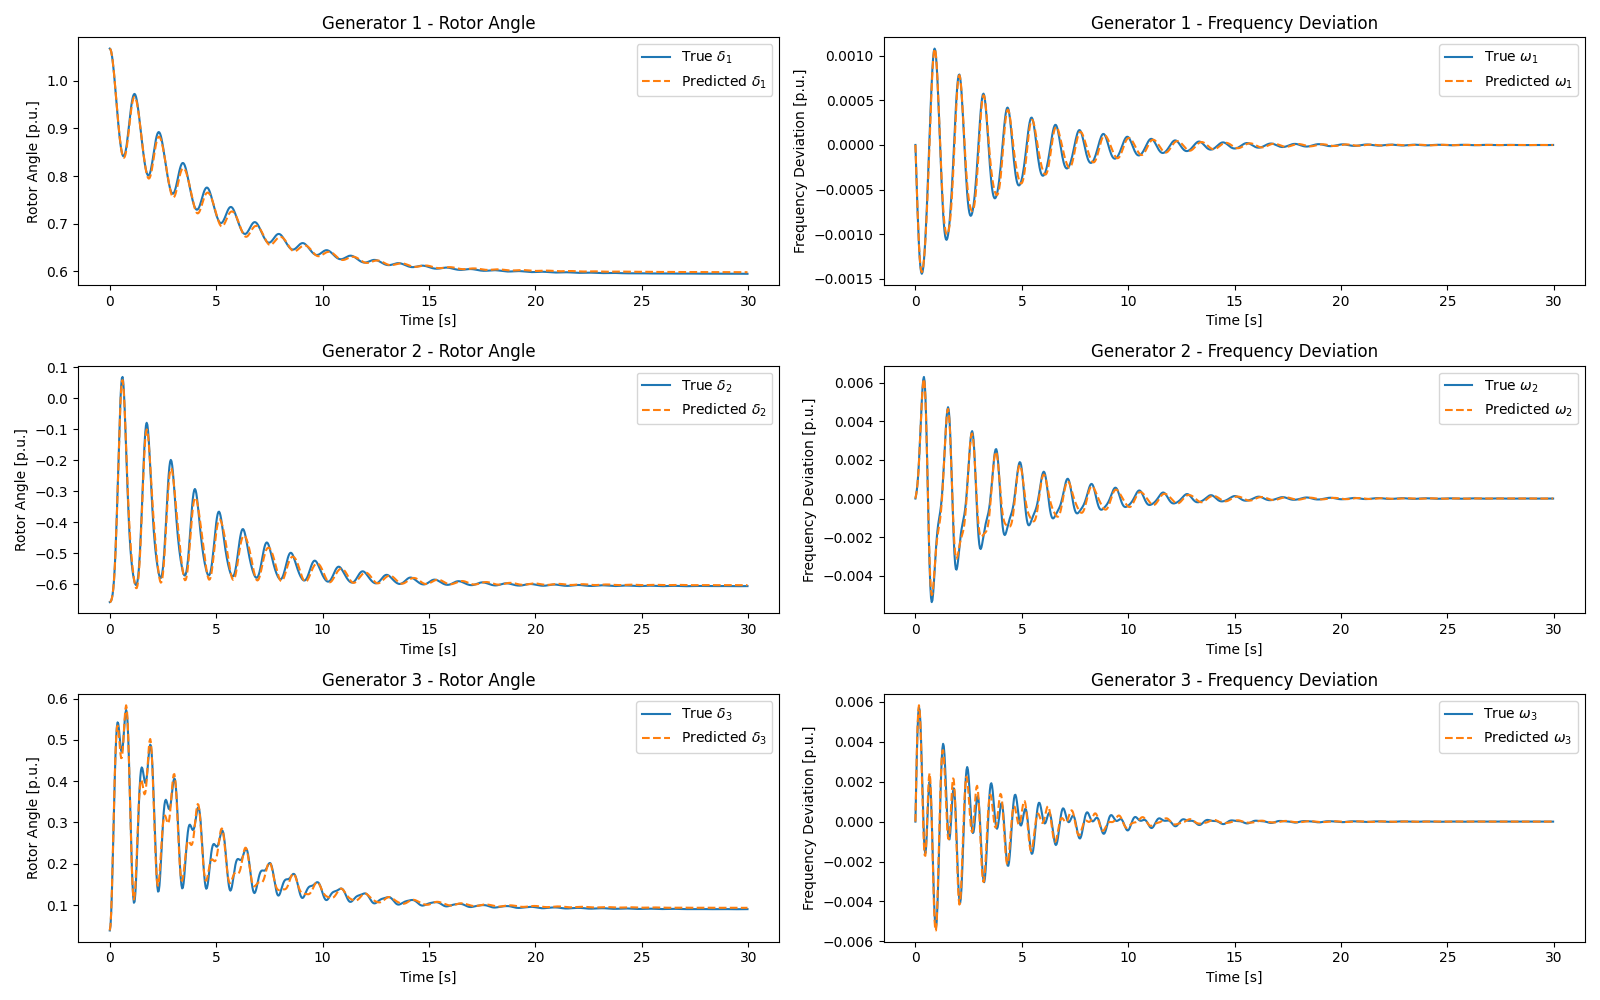 Generator 1 - Rotor Angle
Rotor Angle [p.u.]
1.0
0.9
0.8
0.7
0.6
True δ₁
Predicted δ₁
0 5 10 15 20 25 30
Time [s]
Generator 1 - Frequency Deviation
Frequency Deviation [p.u.]
0.0010
0.0005
0.0000
−0.0005
−0.0010
−0.0015
True ω₁
Predicted ω₁
0 5 10 15 20 25 30
Time [s]
Generator 2 - Rotor Angle
Rotor Angle [p.u.]
0.1
0.0
−0.1
−0.2
−0.3
−0.4
−0.5
−0.6
True δ₂
Predicted δ₂
0 5 10 15 20 25 30
Time [s]
Generator 2 - Frequency Deviation
Frequency Deviation [p.u.]
0.006
0.004
0.002
0.000
−0.002
−0.004
True ω₂
Predicted ω₂
0 5 10 15 20 25 30
Time [s]
Generator 3 - Rotor Angle
Rotor Angle [p.u.]
0.6
0.5
0.4
0.3
0.2
0.1
True δ₃
Predicted δ₃
0 5 10 15 20 25 30
Time [s]
Generator 3 - Frequency Deviation
Frequency Deviation [p.u.]
0.006
0.004
0.002
0.000
−0.002
−0.004
−0.006
True ω₃
Predicted ω₃
0 5 10 15 20 25 30
Time [s]